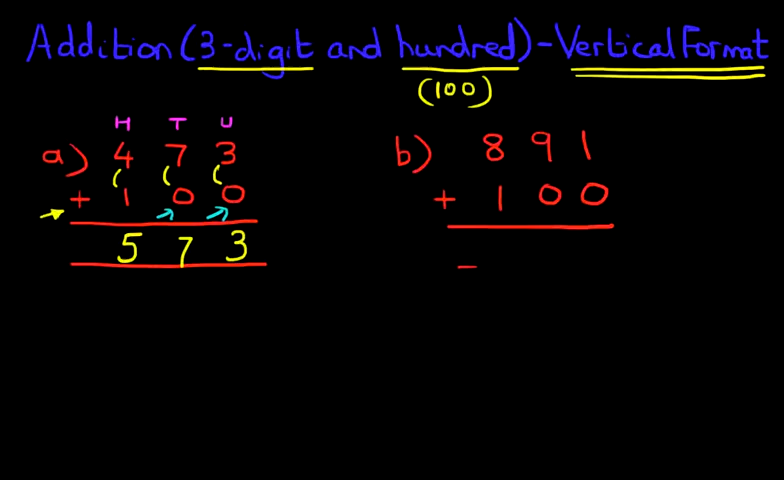 Addition (3-digit and hundred) - Vertical Format
(100)
H T U
a) 4 7 3
+ 1 0 0
5 7 3
b) 8 9 1
+ 1 0 0